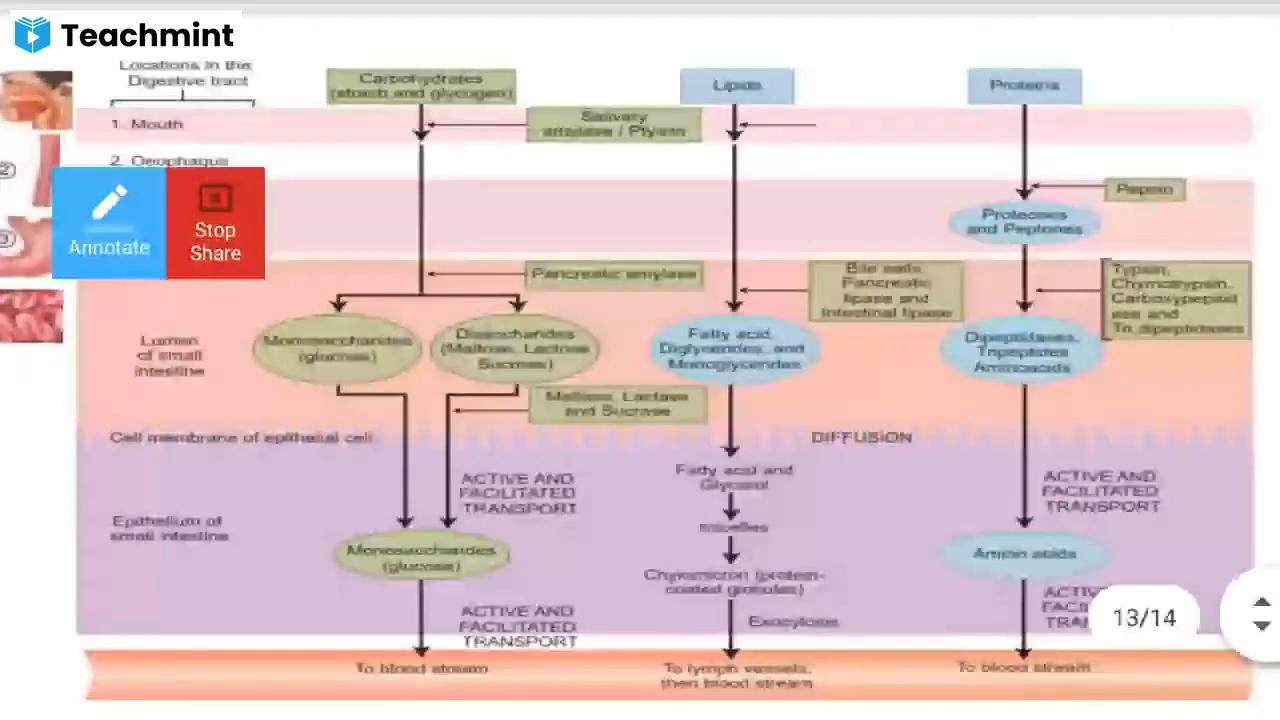 Teachmint
Locations in the
Digestive tract
Carbohydrates
(starch and glycogen)
Lipids
Proteins
1. Mouth
Salivary
amylase / Ptyalin
2. Oesophagus
Pepsin
Annotate
Stop
Share
Proteoses
and Peptones
Pancreatic amylase
Bile salts,
Pancreatic
lipase and
Intestinal lipase
Typsin,
Chymotrypsin,
Carboxypepsid
ase and
Tri dipeptidases
Lumen
of small
intestine
Monosaccharides
(glucose)
Disaccharides
(Maltose, Lactose
Sucrose)
Fatty acid,
Diglycerides, and
Monoglycerides
Dipeptidases,
Tripeptides
Aminoacids
Maltase, Lactase
and Sucrase
Cell membrane of epithelial cell
DIFFUSION
ACTIVE AND
FACILITATED
TRANSPORT
Fatty acid and
Glycerol
ACTIVE AND
FACILITATED
TRANSPORT
Epithelium of
small intestine
micelles
Monosaccharides
(glucose)
Amino acids
Chylomicron (protein-
coated globules)
ACTIVE AND
FACILITATED
TRANSPORT
Exocytosis
13/14
To blood stream
To lymph vessels,
then blood stream
To blood stream